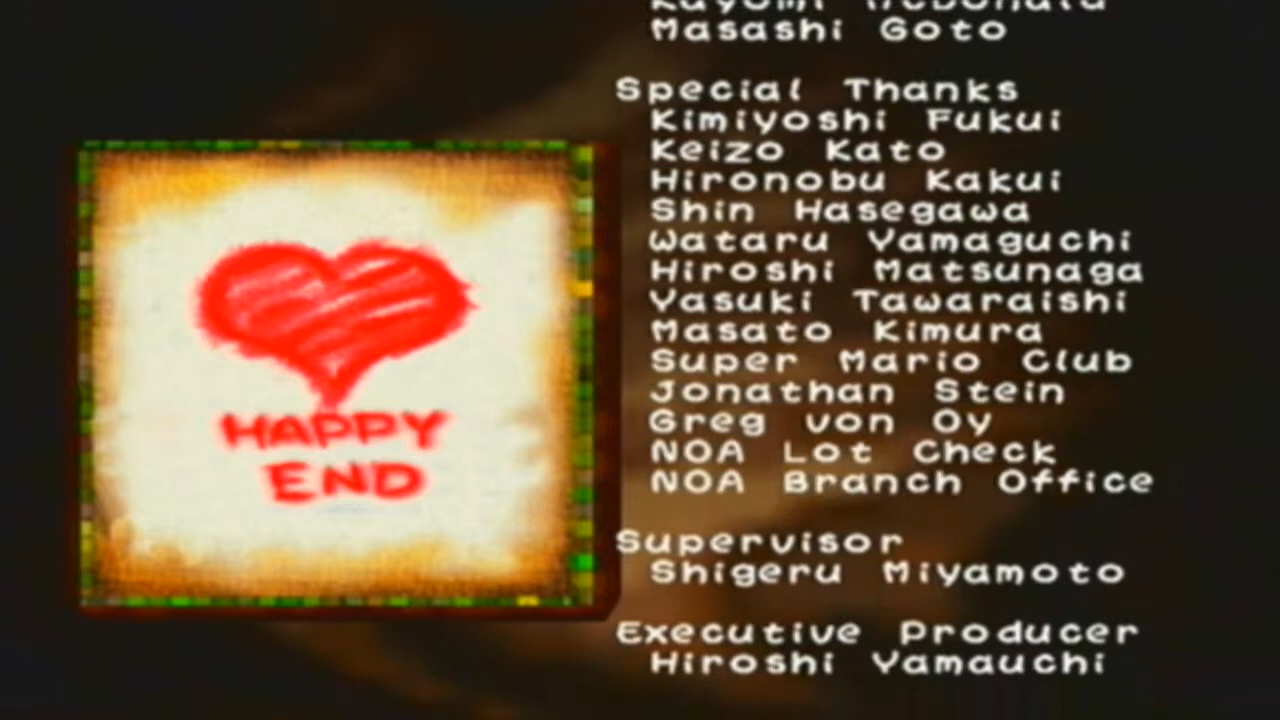 Masashi Goto
Special Thanks
Kimiyoshi Fukui
Keizo Kato
Hironobu Kakui
Shin Hasegawa
Wataru Yamaguchi
Hiroshi Matsunaga
Yasuki Tawaraishi
Masato Kimura
Super Mario Club
Jonathan Stein
Greg von Oy
NOA Lot Check
NOA Branch Office
Supervisor
Shigeru Miyamoto
Executive Producer
Hiroshi Yamauchi
HAPPY
END